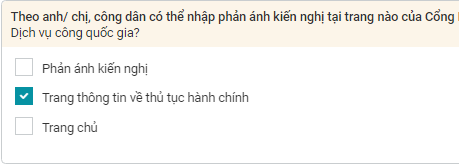 Theo anh/ chị, công dân có thể nhập phản ánh kiến nghị tại trang nào của Cổng
Dịch vụ công quốc gia?
Phản ánh kiến nghị
Trang thông tin về thủ tục hành chính
Trang chủ